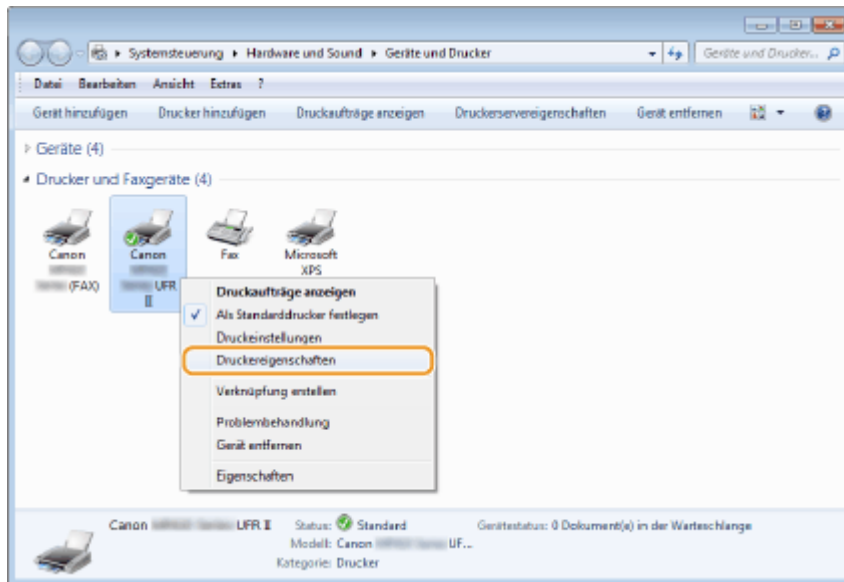 ▸ Systemsteuerung ▸ Hardware und Sound ▸ Geräte und Drucker
Geräte und Drucker...
Datei Bearbeiten Ansicht Extras ?
Gerät hinzufügen Drucker hinzufügen Druckaufträge anzeigen Druckerservereigenschaften Gerät entfernen
Geräte (4)
Drucker und Faxgeräte (4)
Canon
(FAX)
Canon
UFR
II
Fax
Microsoft
XPS
Druckaufträge anzeigen
Als Standarddrucker festlegen
Druckeinstellungen
Druckereigenschaften
Verknüpfung erstellen
Problembehandlung
Gerät entfernen
Eigenschaften
Canon UFR II Status: Standard Gerätestatus: 0 Dokument(e) in der Warteschlange
Modell: Canon UF...
Kategorie: Drucker